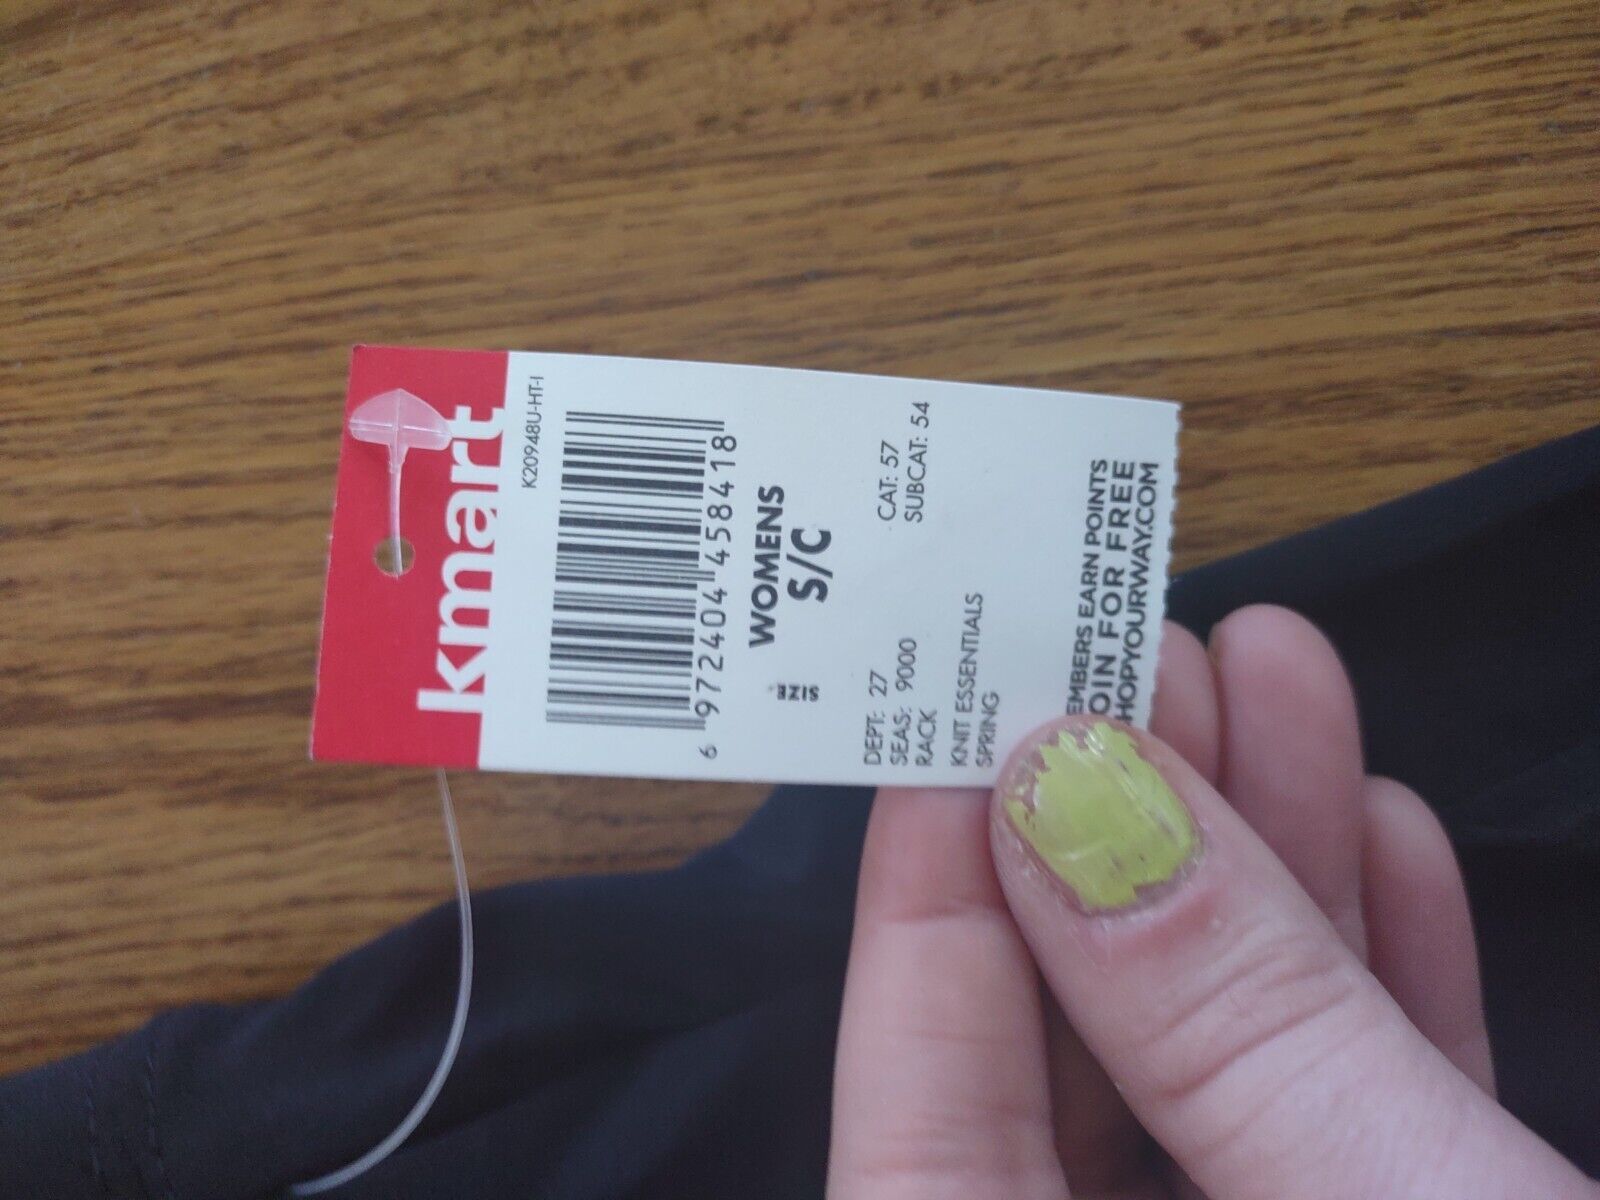 kmart
K20948U-HT-I
6 972404 458418
SIZE
WOMENS
S/C
DEPT: 27
CAT: 57
SEAS: 9000
SUBCAT: 54
RACK
KNIT ESSENTIALS
SPRING
EMBERS EARN POINTS
OIN FOR FREE
HOPYOURWAY.COM